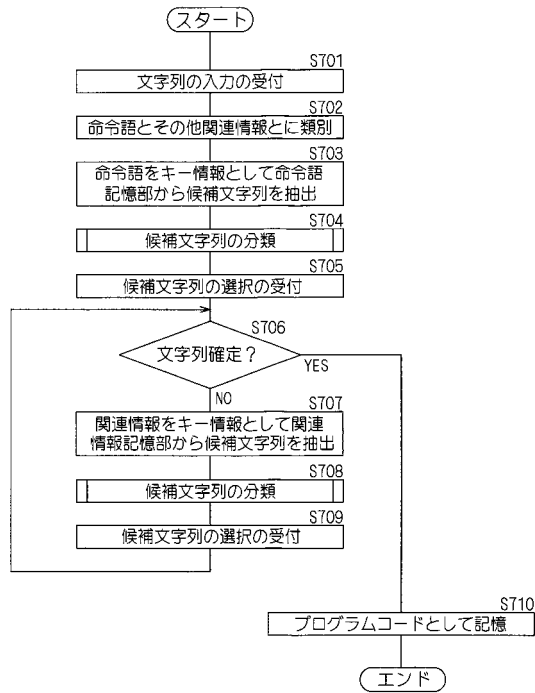 スタート
S701
文字列の入力の受付
S702
命令語とその他関連情報とに類別
S703
命令語をキー情報として命令語
記憶部から候補文字列を抽出
S704
候補文字列の分類
S705
候補文字列の選択の受付
S706
文字列確定?
YES
NO
S707
関連情報をキー情報として関連
情報記憶部から候補文字列を抽出
S708
候補文字列の分類
S709
候補文字列の選択の受付
S710
プログラムコードとして記憶
エンド